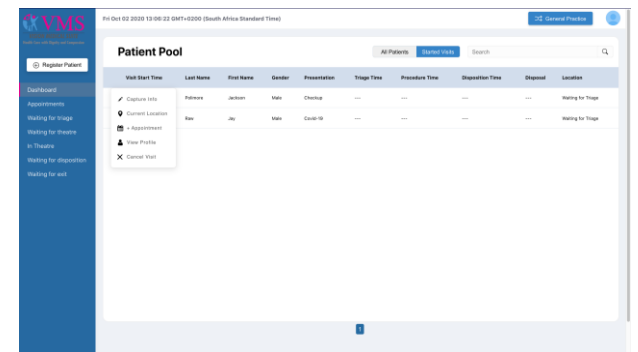 VMS
Fri Oct 02 2020 13:06:22 GMT+0200 (South Africa Standard Time)
General Practice
Register Patient
Dashboard
Appointments
Waiting for triage
Waiting for theatre
In Theatre
Waiting for disposition
Waiting for exit
Patient Pool
All Patients Started Visits Search
Visit Start Time Last Name First Name Gender Presentation Triage Time Procedure Time Disposition Time Disposal Location
Jackson Male Checkup --- --- --- --- Waiting for Triage
Raw Jay Male Covid-19 --- --- --- --- Waiting for Triage
Capture Info
Current Location
+ Appointment
View Profile
Cancel Visit
1